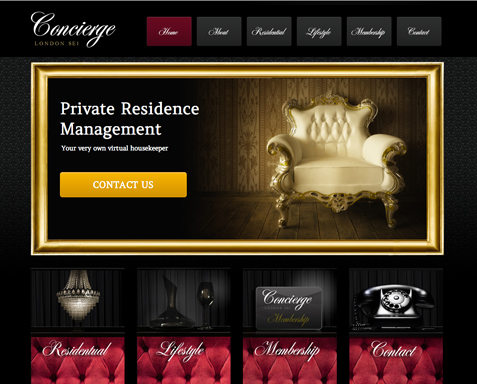 Concierge
LONDON SE1
Home About Residential Lifestyle Membership Contact
Private Residence
Management
Your very own virtual housekeeper
CONTACT US
Concierge
Membership
Residentual Lifestyle Membership Contact